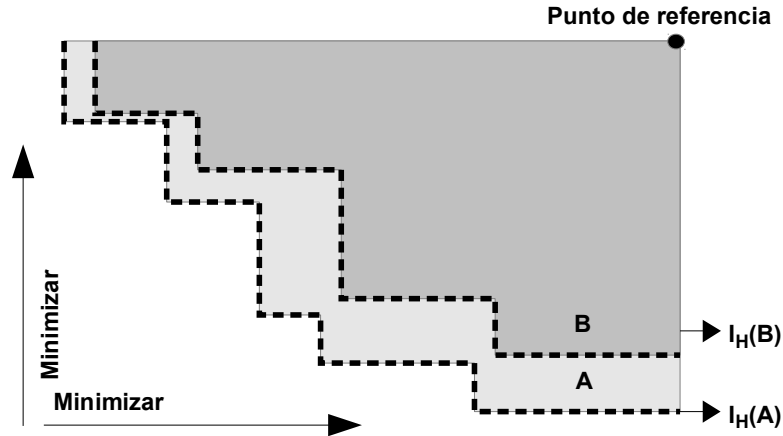 Punto de referencia
Minimizar
B
I_H(B)
A
Minimizar
I_H(A)